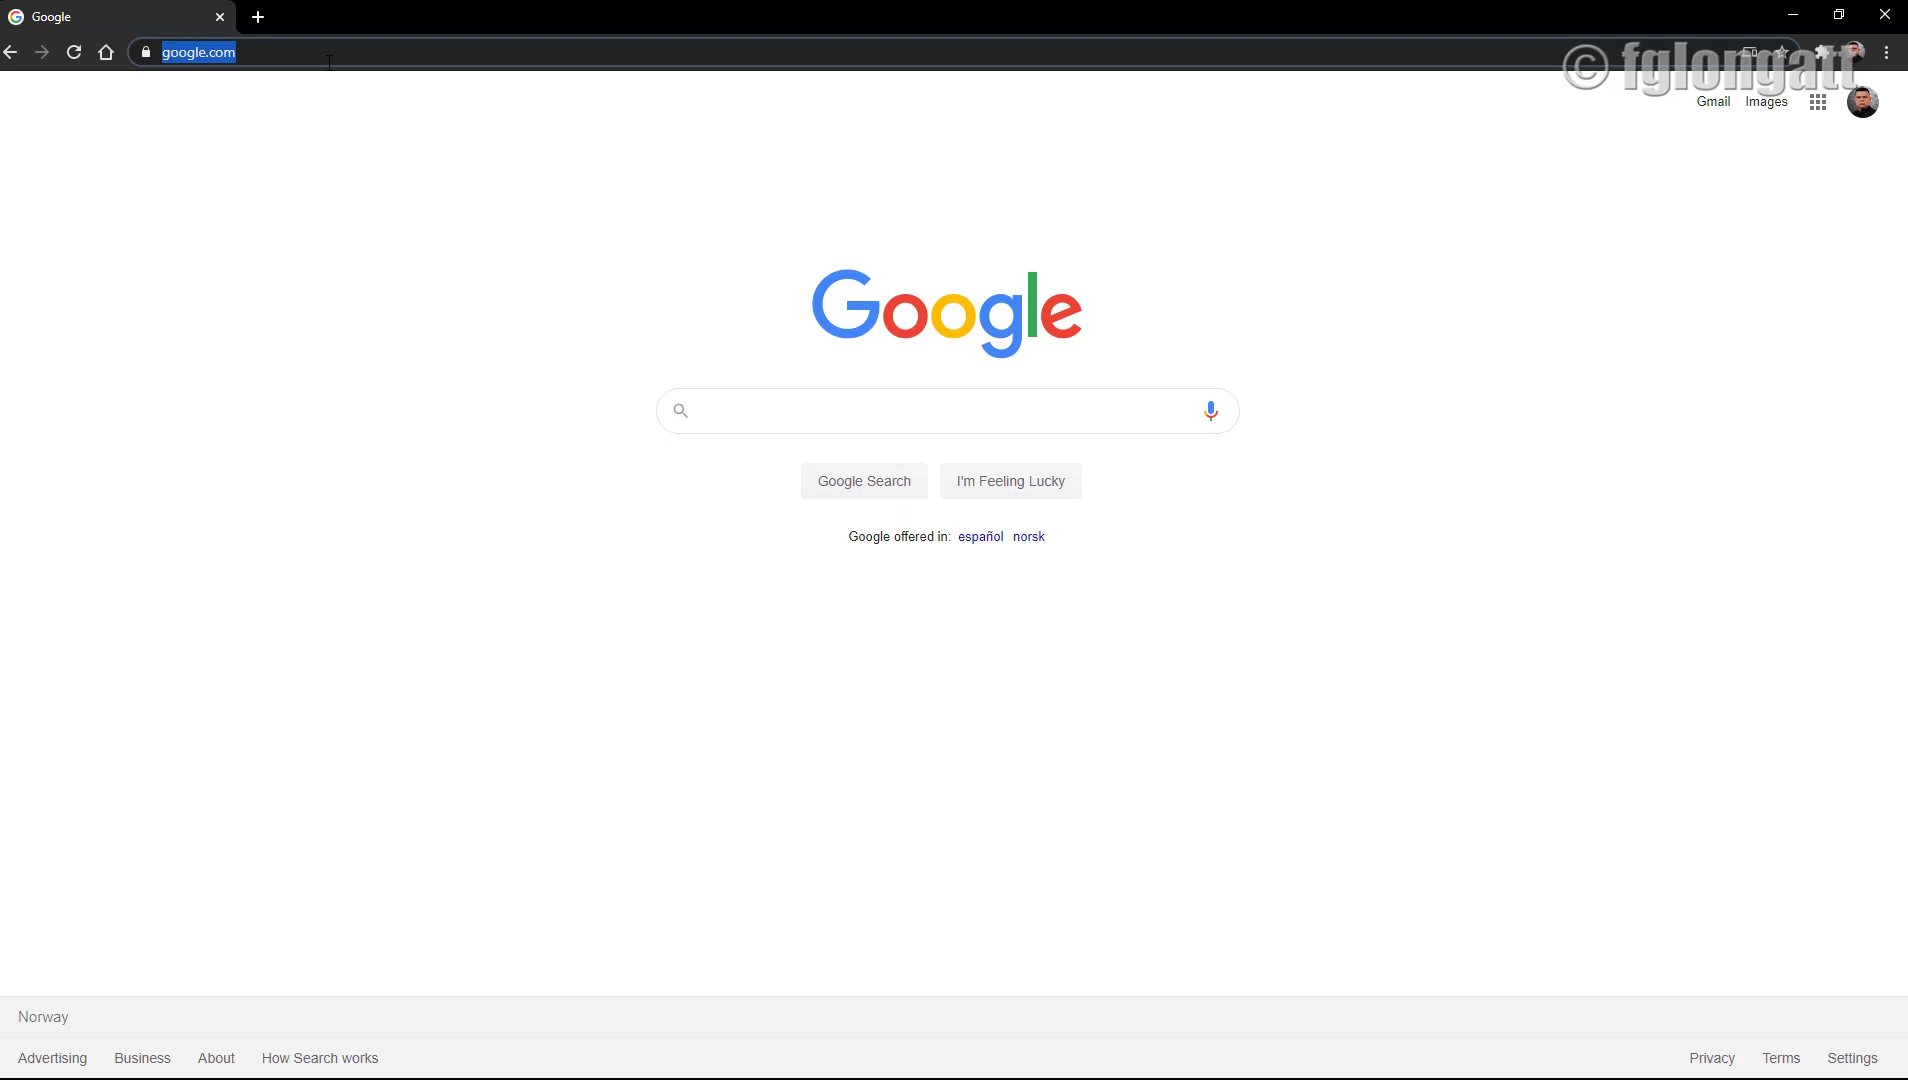 Google
google.com
© fglongatt
Gmail Images
Google
Google Search I'm Feeling Lucky
Google offered in: español norsk
Norway
Advertising Business About How Search works Privacy Terms Settings